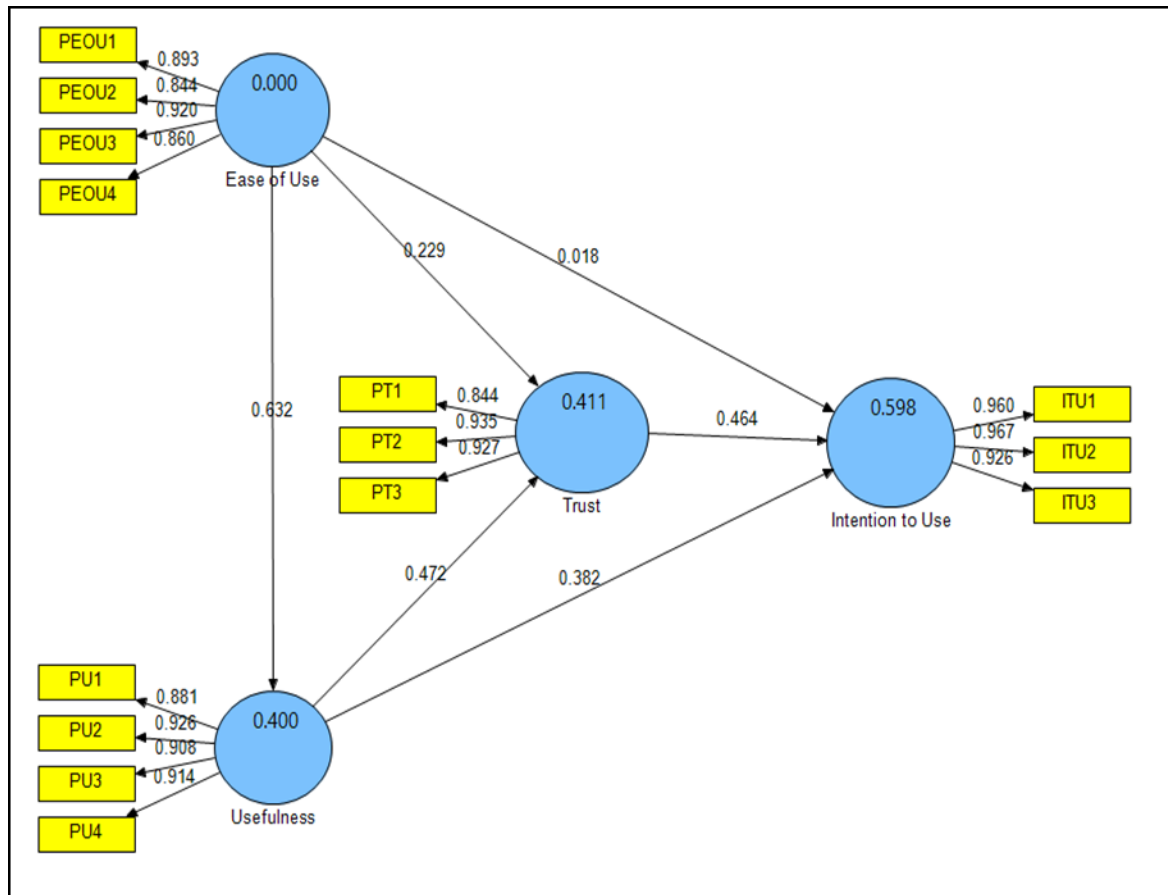 PEOU1
0.893
PEOU2
0.844
0.920
PEOU3
0.860
PEOU4
0.000
Ease of Use
0.229
0.018
0.632
PT1
0.844
PT2
0.935
0.927
PT3
0.411
Trust
0.464
0.598
Intention to Use
0.960
ITU1
0.967
ITU2
0.926
ITU3
0.472
0.382
PU1
0.881
PU2
0.926
0.908
PU3
0.914
PU4
0.400
Usefulness